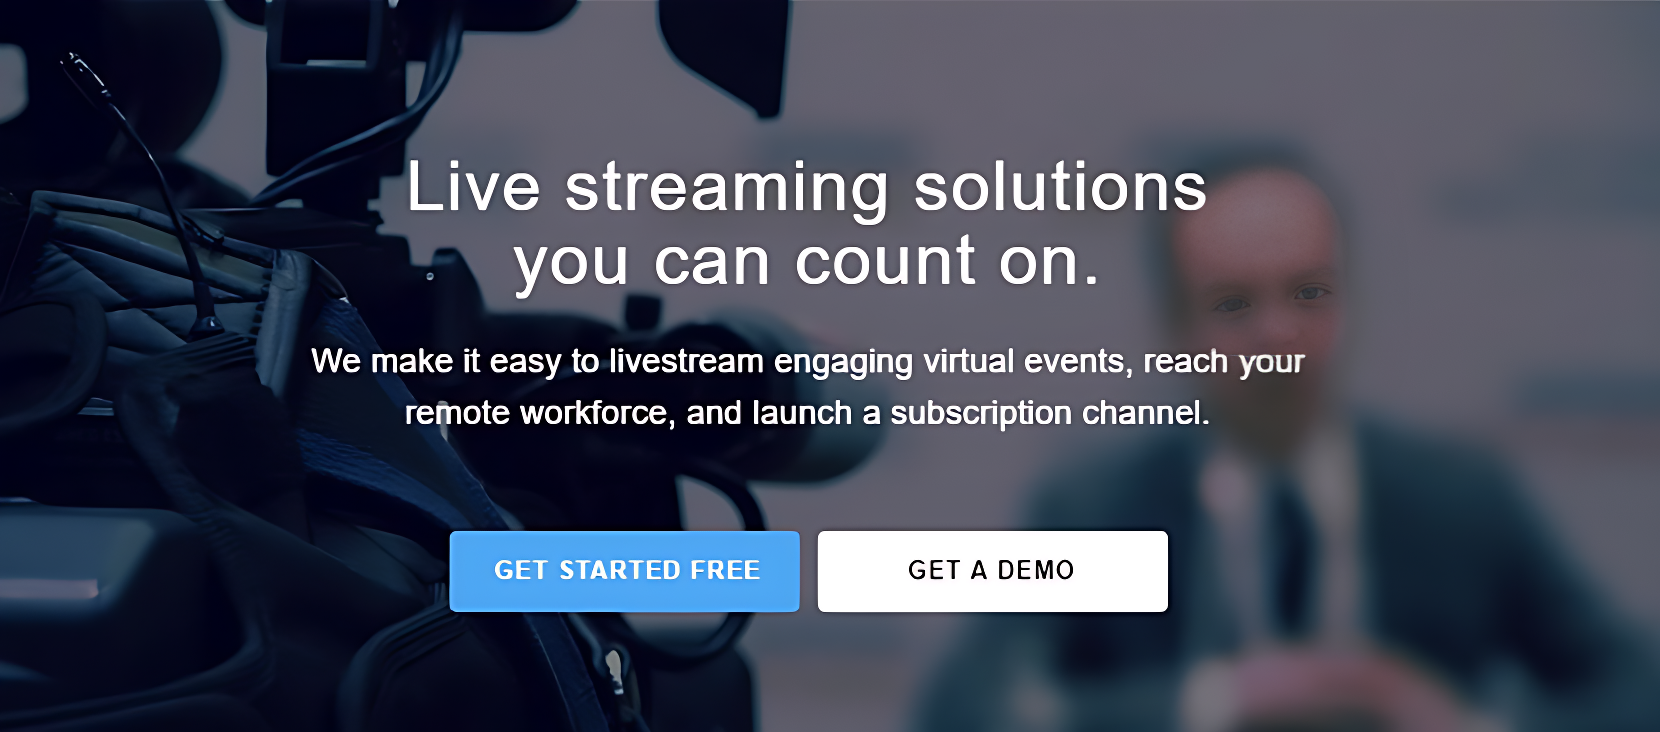 Live streaming solutions
you can count on.
We make it easy to livestream engaging virtual events, reach your
remote workforce, and launch a subscription channel.
GET STARTED FREE
GET A DEMO